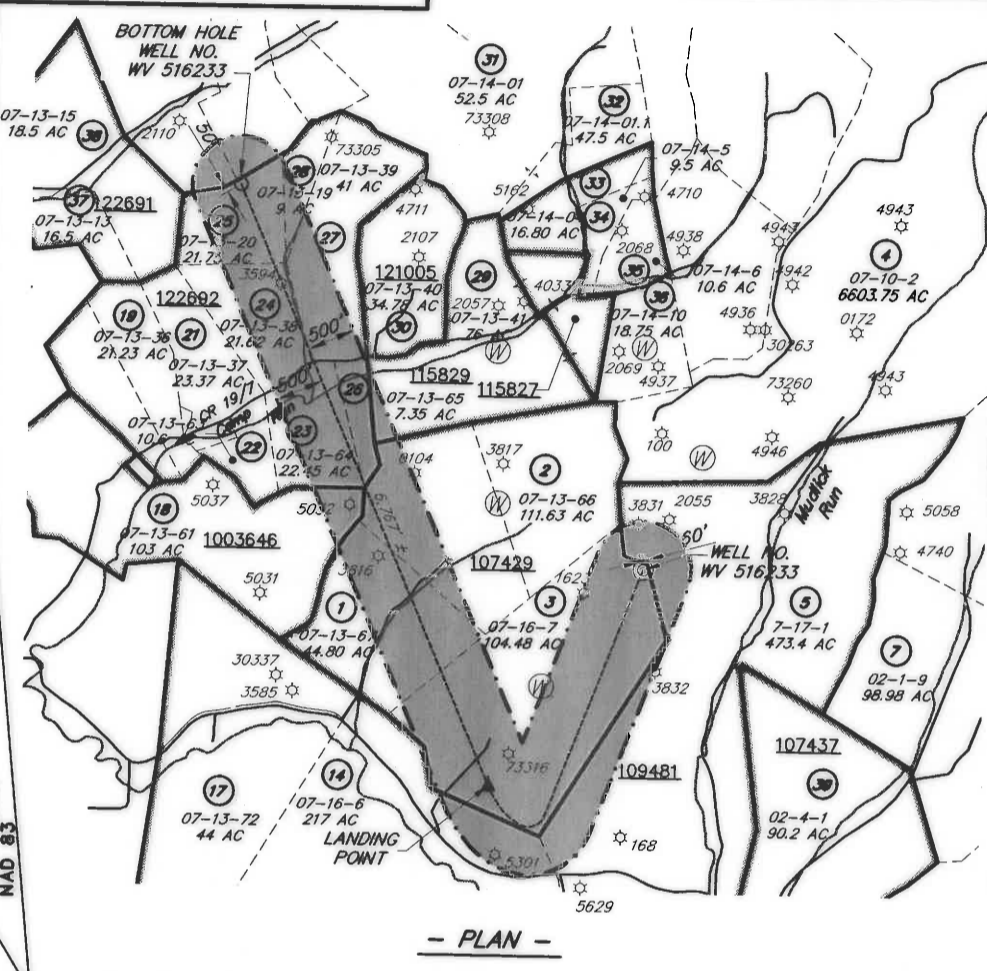 BOTTOM HOLE
WELL NO.
WV 516233
31
07-14-01
52.5 AC
73308
32
07-14-01.1
47.5 AC
07-13-15
18.5 AC
2110
500'
73305
28
07-13-39
41 AC
07-14-5
9.5 AC
37
07-13-13
16.5 AC
122691
07-13-19
9 AC
4711
5162
33
34
16.80 AC
4710
4943
25
07-13-20
21.73 AC
27
2107
2068
4938
4943
4
07-10-2
6603.75 AC
3594
121005
07-13-40
34.78 AC
30
29
2057
07-13-41
4033
35
07-14-6
10.6 AC
4942
122692
19
07-13-36
21.23 AC
21
07-13-37
23.37 AC
24
07-13-38
21.62 AC
500'
36
07-14-10
18.75 AC
4936
30263
0172
W
W
2069
4937
500'
26
115829
115827
07-13-65
7.35 AC
73260
4943
CR 19/7
Camp Run
22
23
07-13-64
22.45 AC
8104
3817
2
07-13-66
111.63 AC
100
4946
W
5037
5032
W
3831
2055
3828
Mudlick
Run
5058
18
07-13-61
103 AC
1003646
6,767'
60'
WELL NO.
WV 516233
4740
3816
107429
162
5031
1
44.80 AC
3
07-16-7
104.48 AC
5
7-17-1
473.4 AC
7
02-1-9
98.98 AC
30337
3585
W
3832
73316
109481
107437
17
07-13-72
44 AC
14
07-16-6
217 AC
LANDING
POINT
02-4-1
90.2 AC
5301
168
5629
NAD 83
- PLAN -